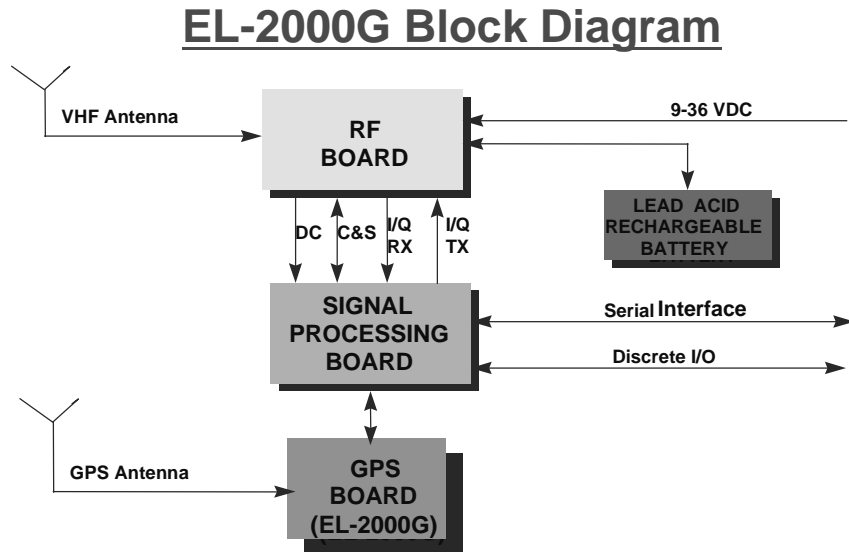 EL-2000G Block Diagram
VHF Antenna
RF
BOARD
9-36 VDC
LEAD ACID
RECHARGEABLE
BATTERY
DC
C&S
I/Q
RX
I/Q
TX
SIGNAL
PROCESSING
BOARD
Serial Interface
Discrete I/O
GPS Antenna
GPS
BOARD
(EL-2000G)